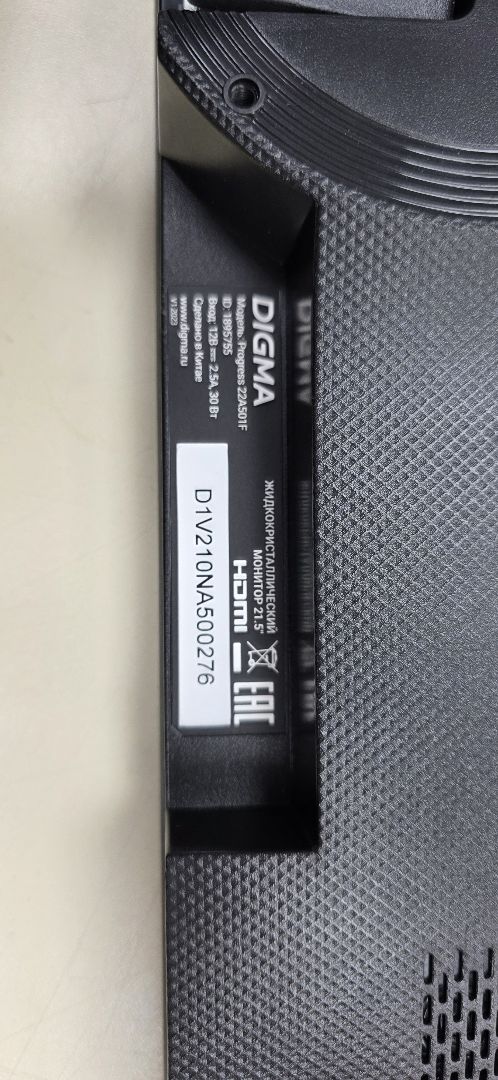 DIGMA
Модель: Progress 22A501F
ID: 1895755
Вход: 12В 2.5A, 30 Вт
Сделано в Китае
www.digma.ru
V1.2023
ЖИДКОКРИСТАЛЛИЧЕСКИЙ
МОНИТОР 21.5"
HDMI
EAC
D1V210NA500276